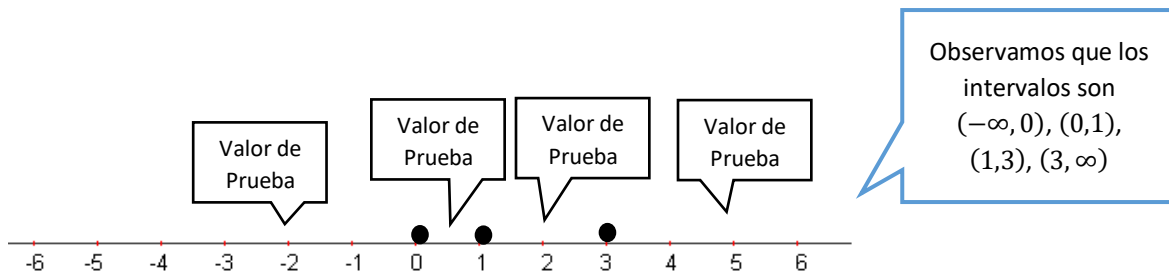 Observamos que los
intervalos son
(−∞, 0), (0,1),
(1,3), (3, ∞)
Valor de
Prueba
Valor de
Prueba
Valor de
Prueba
Valor de
Prueba
-6 -5 -4 -3 -2 -1 0 1 2 3 4 5 6